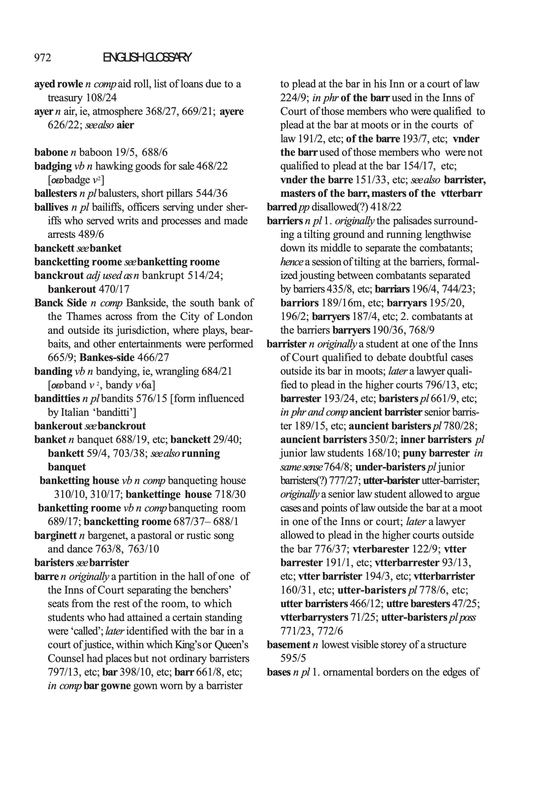 972 ENGLISH GLOSSARY
ayed rowle n comp aid roll, list of loans due to a
treasury 108/24
ayer n air, ie, atmosphere 368/27, 669/21; ayere
626/22; see also aier
babone n baboon 19/5, 688/6
badging vb n hawking goods for sale 468/22
[OED badge v²]
ballesters n pl balusters, short pillars 544/36
ballives n pl bailiffs, officers serving under sher-
iffs who served writs and processes and made
arrests 489/6
banckett see banket
bancketting roome see banketting roome
banckrout adj used as n bankrupt 514/24;
bankerout 470/17
Banck Side n comp Bankside, the south bank of
the Thames across from the City of London
and outside its jurisdiction, where plays, bear-
baits, and other entertainments were performed
665/9; Bankes-side 466/27
banding vb n bandying, ie, wrangling 684/21
[OED band v ², bandy v 6a]
banditties n pl bandits 576/15 [form influenced
by Italian ‘banditti’]
bankerout see banckrout
banket n banquet 688/19, etc; banckett 29/40;
bankett 59/4, 703/38; see also running
banquet
banketting house vb n comp banqueting house
310/10, 310/17; bankettinge house 718/30
banketting roome vb n comp banqueting room
689/17; bancketting roome 687/37– 688/1
barginett n bargenet, a pastoral or rustic song
and dance 763/8, 763/10
baristers see barrister
barre n originally a partition in the hall of one of
the Inns of Court separating the benchers’
seats from the rest of the room, to which
students who had attained a certain standing
were ‘called’; later identified with the bar in a
court of justice, within which King’s or Queen’s
Counsel had places but not ordinary barristers
797/13, etc; bar 398/10, etc; barr 661/8, etc;
in comp bar gowne gown worn by a barrister
to plead at the bar in his Inn or a court of law
224/9; in phr of the barr used in the Inns of
Court of those members who were qualified to
plead at the bar at moots or in the courts of
law 191/2, etc; of the barre 193/7, etc; vnder
the barr used of those members who were not
qualified to plead at the bar 154/17, etc;
vnder the barre 151/33, etc; see also barrister,
masters of the barr, masters of the vtterbarr
barred pp disallowed(?) 418/22
barriers n pl 1. originally the palisades surround-
ing a tilting ground and running lengthwise
down its middle to separate the combatants;
hence a session of tilting at the barriers, formal-
ized jousting between combatants separated
by barriers 435/8, etc; barriars 196/4, 744/23;
barriors 189/16m, etc; barryars 195/20,
196/2; barryers 187/4, etc; 2. combatants at
the barriers barryers 190/36, 768/9
barrister n originally a student at one of the Inns
of Court qualified to debate doubtful cases
outside its bar in moots; later a lawyer quali-
fied to plead in the higher courts 796/13, etc;
barrester 193/24, etc; baristers pl 661/9, etc;
in phr and comp ancient barrister senior barris-
ter 189/15, etc; auncient baristers pl 780/28;
auncient barristers 350/2; inner barristers pl
junior law students 168/10; puny barrester in
same sense 764/8; under-baristers pl junior
barristers(?) 777/27; utter-barister utter-barrister;
originally a senior law student allowed to argue
cases and points of law outside the bar at a moot
in one of the Inns or court; later a lawyer
allowed to plead in the higher courts outside
the bar 776/37; vterbarester 122/9; vtter
barrester 191/1, etc; vtterbarrester 93/13,
etc; vtter barrister 194/3, etc; vtterbarrister
160/31, etc; utter-baristers pl 778/6, etc;
utter barristers 466/12; uttre baresters 47/25;
vtterbarrysters 71/25; utter-baristers pl poss
771/23, 772/6
basement n lowest visible storey of a structure
595/5
bases n pl 1. ornamental borders on the edges of